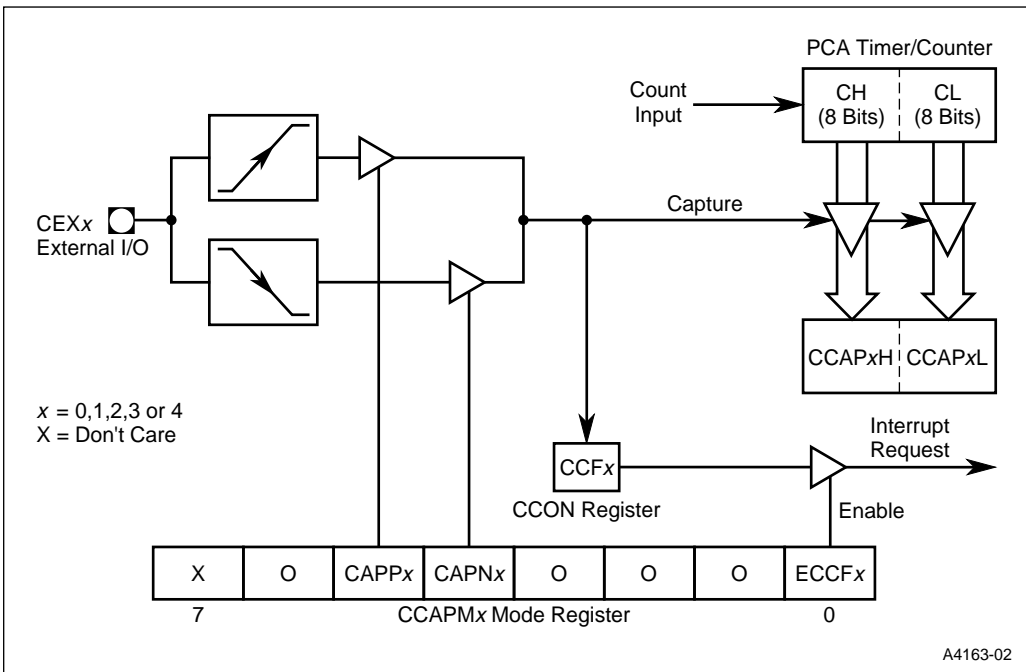 PCA Timer/Counter
Count
Input
CH
(8 Bits)
CL
(8 Bits)
CEXx
External I/O
Capture
CCAPxH
CCAPxL
x = 0,1,2,3 or 4
X = Don't Care
Interrupt
Request
CCFx
CCON Register
Enable
X O CAPPx CAPNx O O O ECCFx
7 CCAPMx Mode Register 0
A4163-02